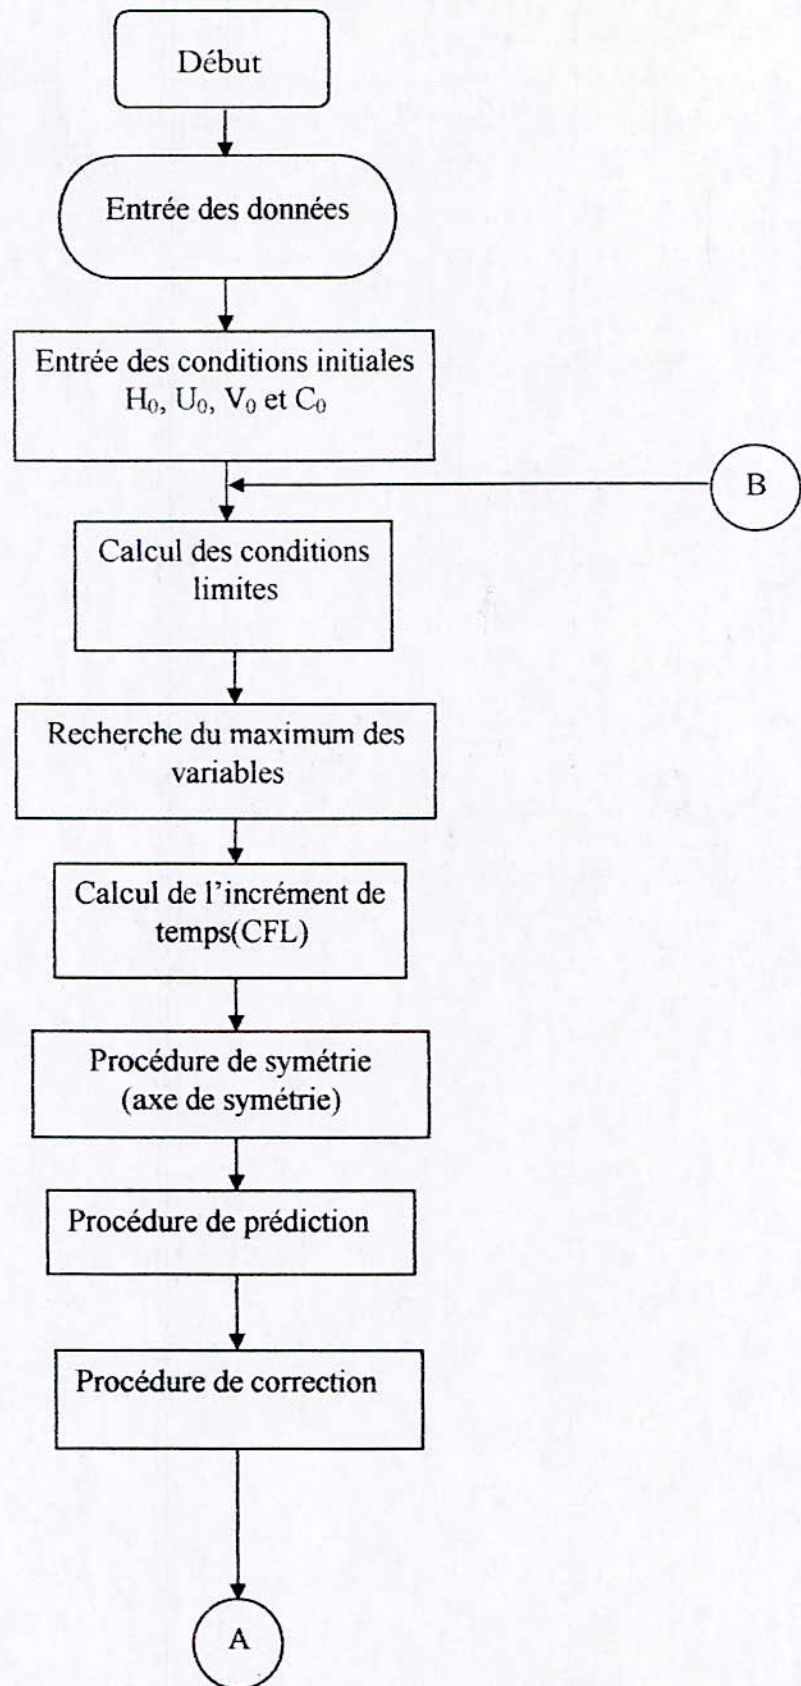 Début
Entrée des données
Entrée des conditions initiales
H₀, U₀, V₀ et C₀
B
Calcul des conditions
limites
Recherche du maximum des
variables
Calcul de l'incrément de
temps(CFL)
Procédure de symétrie
(axe de symétrie)
Procédure de prédiction
Procédure de correction
A